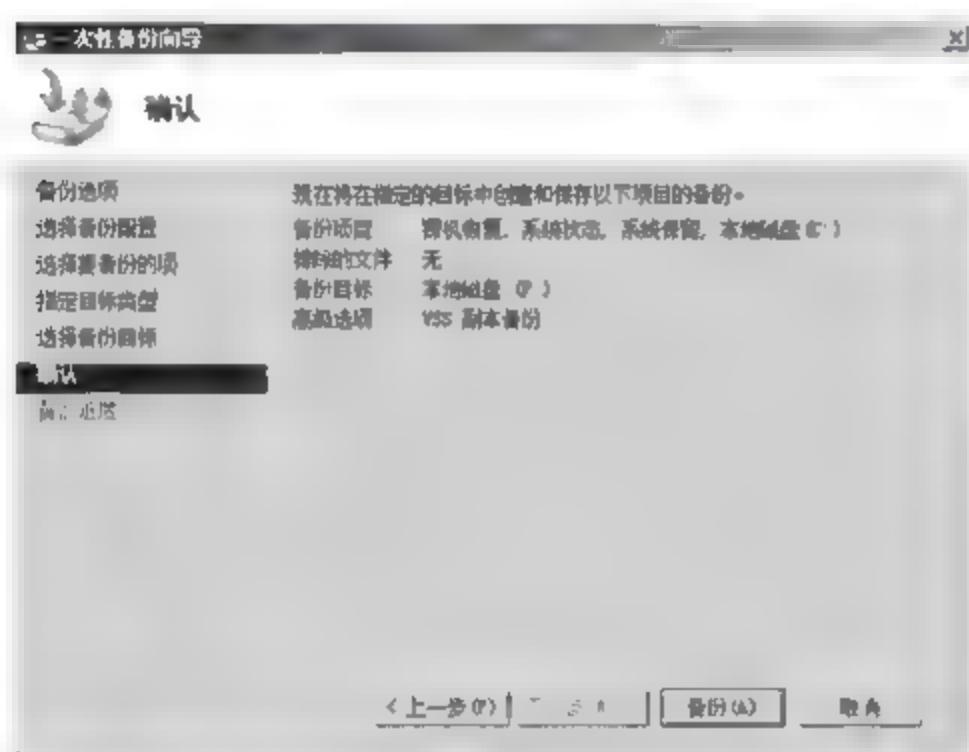 一次性备份向导
确认
备份选项
选择备份配置
选择要备份的项
指定目标类型
选择备份目标
确认
备份进度
现在将在指定的目标中创建和保存以下项目的备份。
备份项目 裸机恢复, 系统状态, 系统保留, 本地磁盘 (C:)
排除的文件 无
备份目标 本地磁盘
高级选项 VSS 副本备份
< 上一步(P)
备份(A)
取消